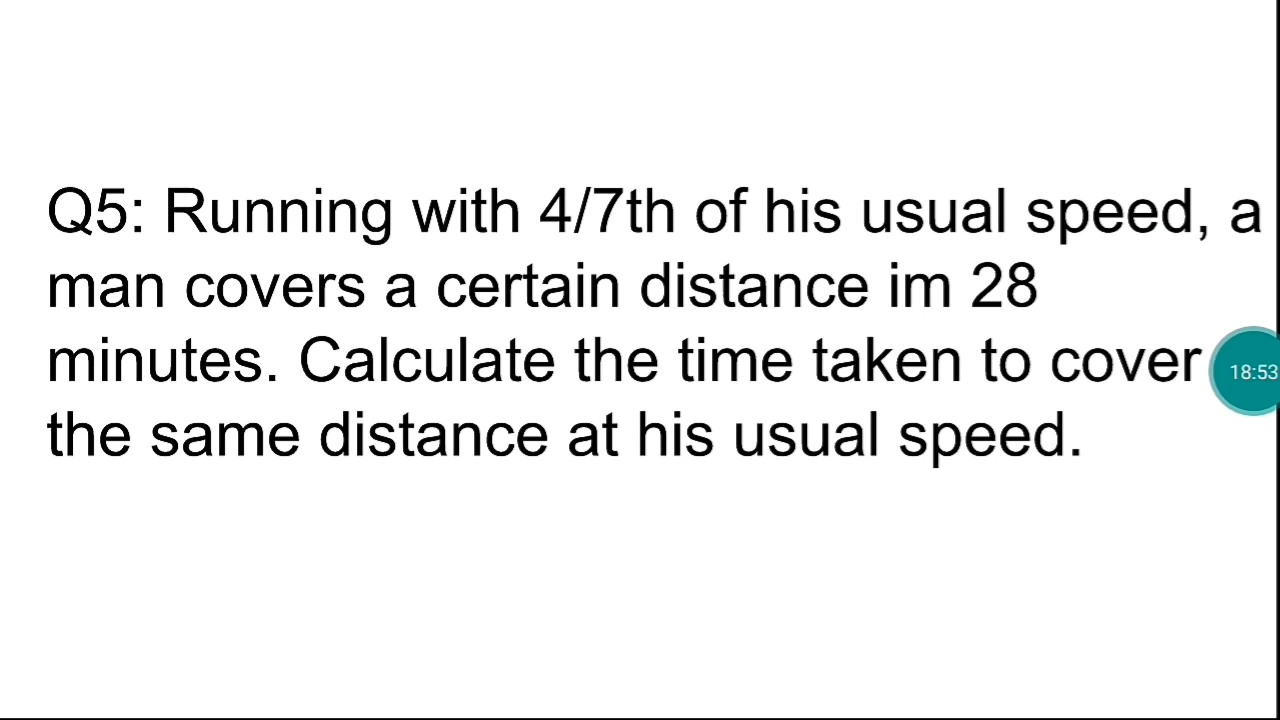 Q5: Running with 4/7th of his usual speed, a
man covers a certain distance im 28
minutes. Calculate the time taken to cover
18:53
the same distance at his usual speed.